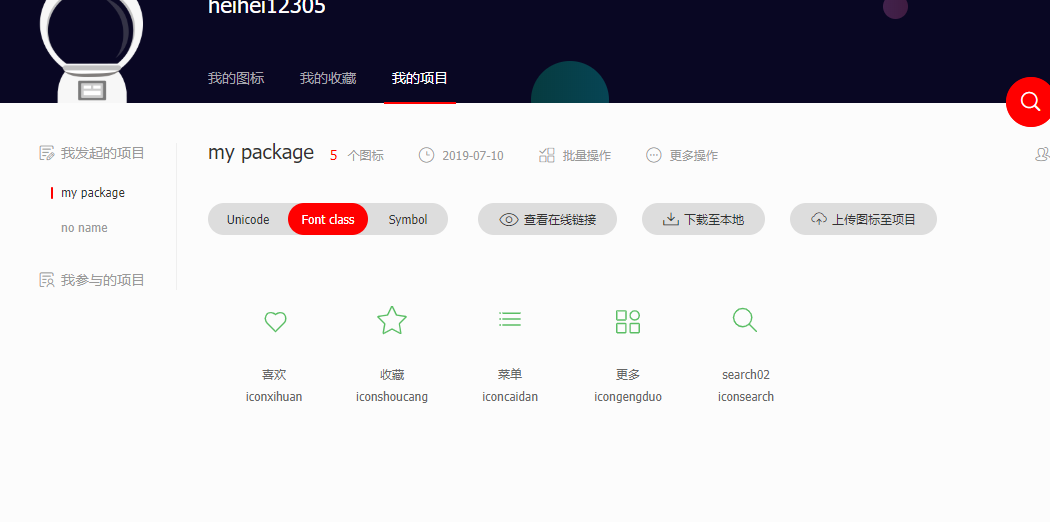 heihei12305
我的图标 我的收藏 我的项目
我发起的项目
my package
no name
我参与的项目
my package 5 个图标 2019-07-10 批量操作 更多操作
Unicode Font class Symbol 查看在线链接 下载至本地 上传图标至项目
喜欢 收藏 菜单 更多 search02
iconxihuan iconshoucang iconcaidan icongengduo iconsearch